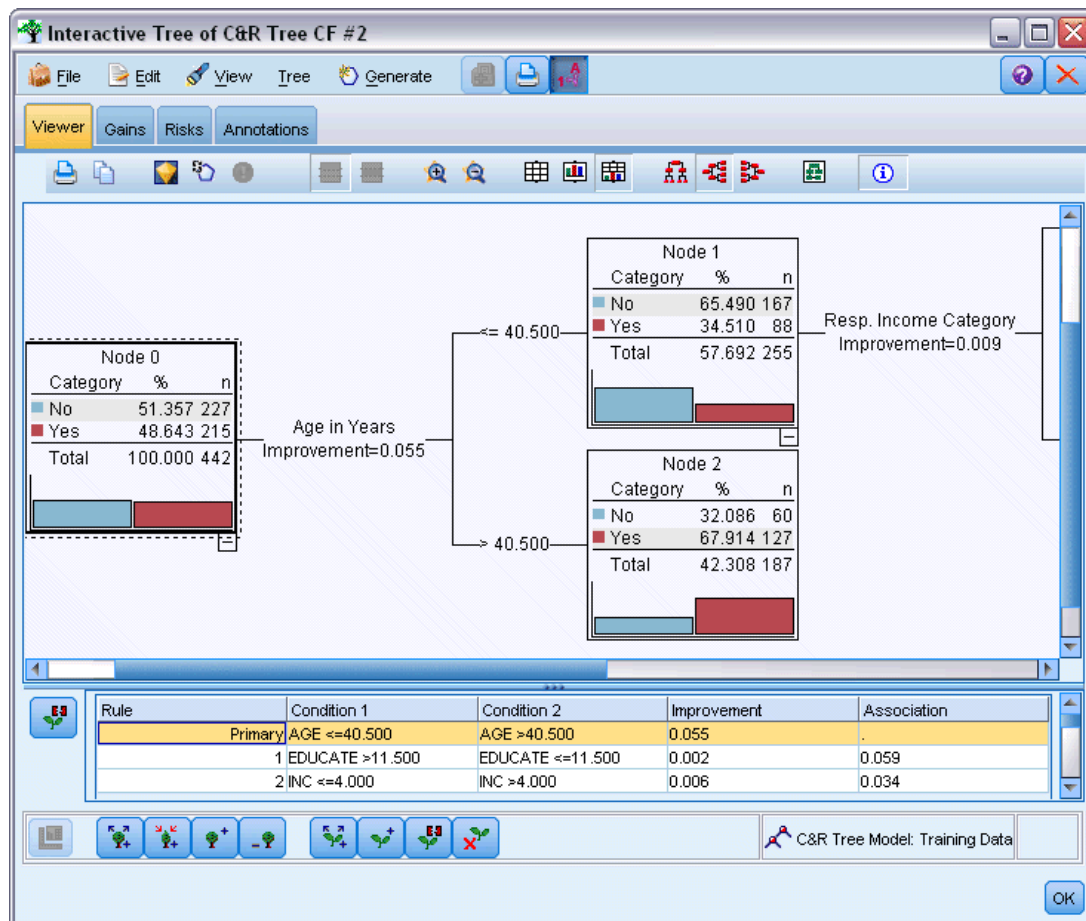 Interactive Tree of C&R Tree CF #2
File Edit View Tree Generate
Viewer Gains Risks Annotations
Node 0
Category % n
No 51.357 227
Yes 48.643 215
Total 100.000 442
Age in Years
Improvement=0.055
<= 40.500
Node 1
Category % n
No 65.490 167
Yes 34.510 88
Total 57.692 255
Resp. Income Category
Improvement=0.009
> 40.500
Node 2
Category % n
No 32.086 60
Yes 67.914 127
Total 42.308 187
Rule Condition 1 Condition 2 Improvement Association
Primary AGE <=40.500 AGE >40.500 0.055 .
1 EDUCATE >11.500 EDUCATE <=11.500 0.002 0.059
2 INC <=4.000 INC >4.000 0.006 0.034
C&R Tree Model: Training Data
OK